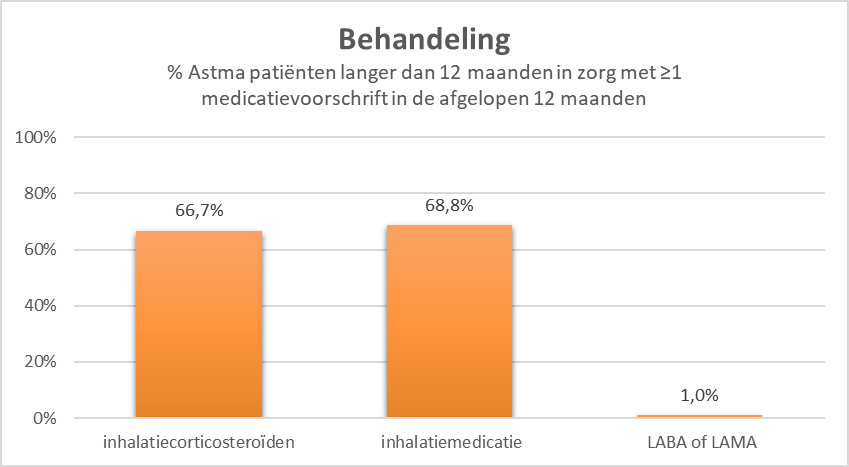 Behandeling
% Astma patiënten langer dan 12 maanden in zorg met ≥1
medicatievoorschrift in de afgelopen 12 maanden
100%
80%
60%
40%
20%
0%
66,7%
68,8%
1,0%
inhalatiecorticosteroïden
inhalatiemedicatie
LABA of LAMA